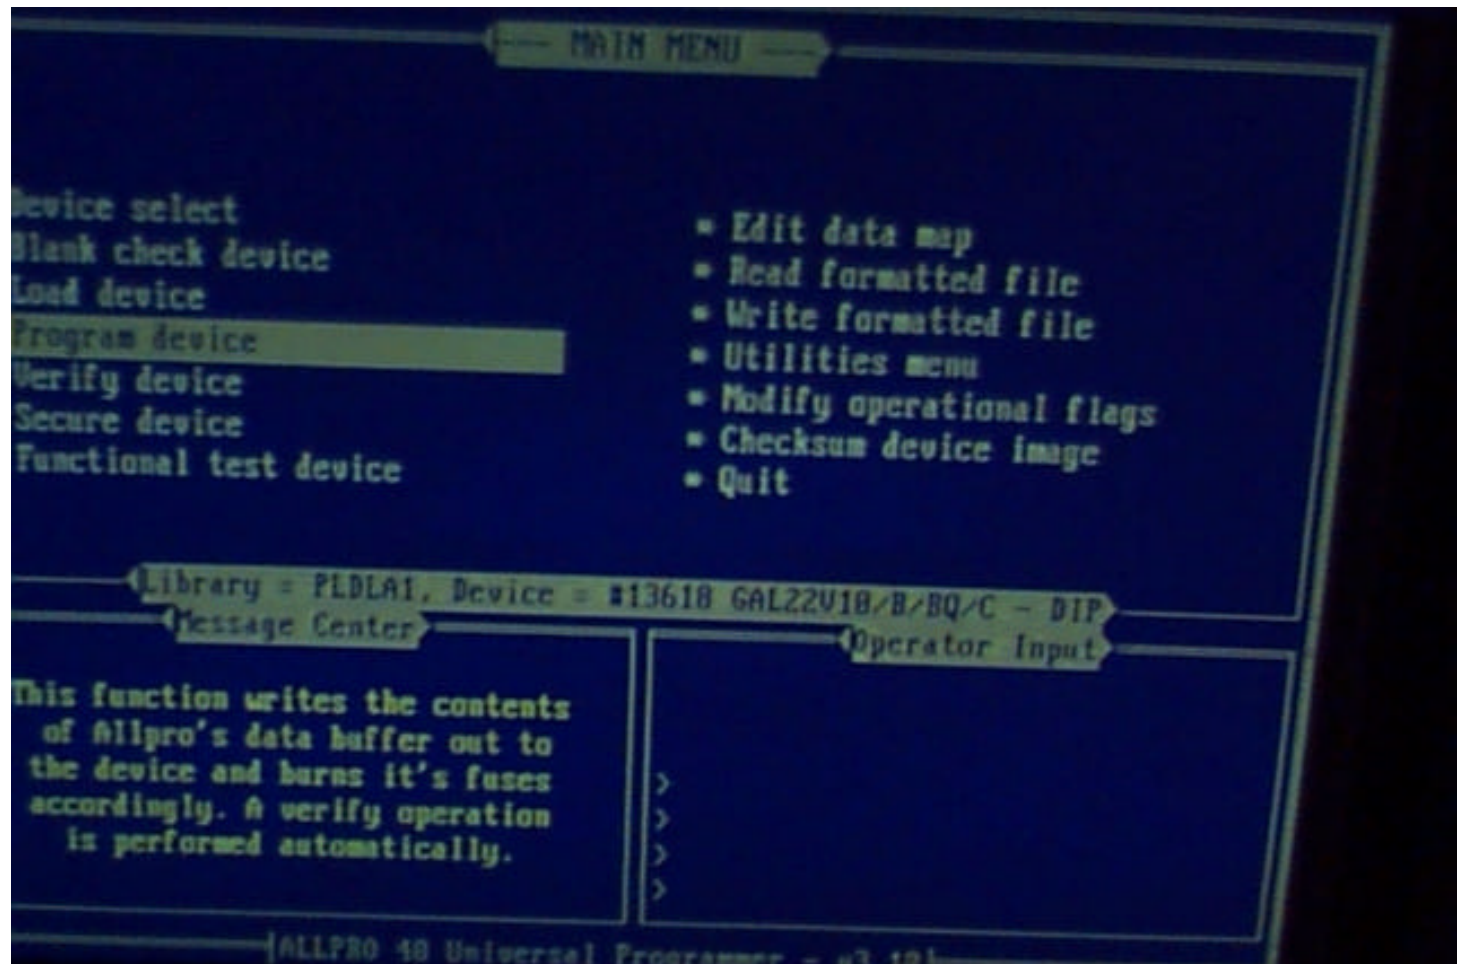 MAIN MENU
Device select
Blank check device
Load device
Program device
Verify device
Secure device
Functional test device
Edit data map
Read formatted file
Write formatted file
Utilities menu
Modify operational flags
Checksum device image
Quit
Library = PLDLA1, Device = #13618 GAL22V10/B/BQ/C - DIP
Message Center
This function writes the contents
of Allpro's data buffer out to
the device and burns it's fuses
accordingly. A verify operation
is performed automatically.
Operator Input
>
>
>
>
ALLPRO 40 Universal Programmer -